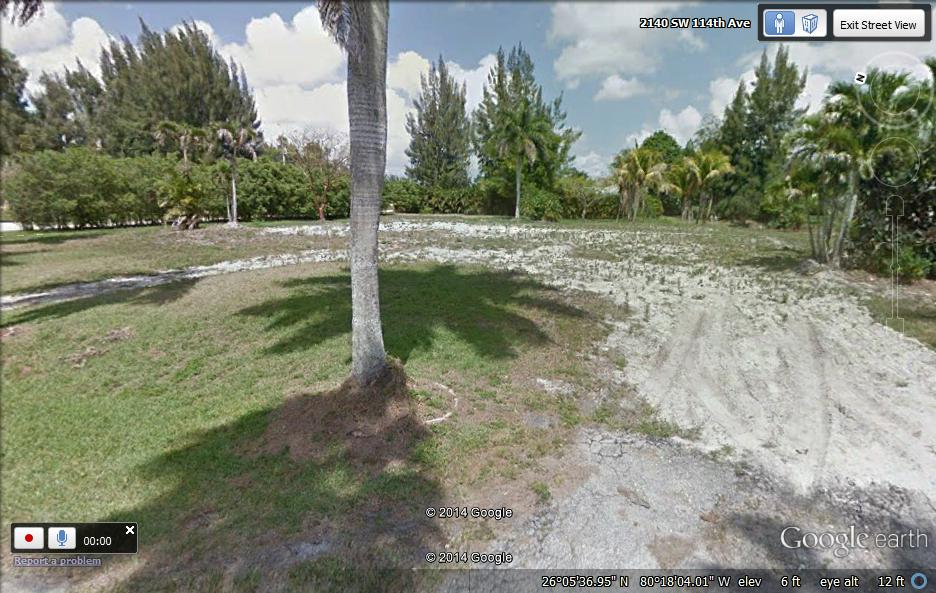 2140 SW 114th Ave
Exit Street View
N
© 2014 Google
00:00
Report a problem
Google earth
© 2014 Google
26°05'36.95" N 80°18'04.01" W elev 6 ft eye alt 12 ft